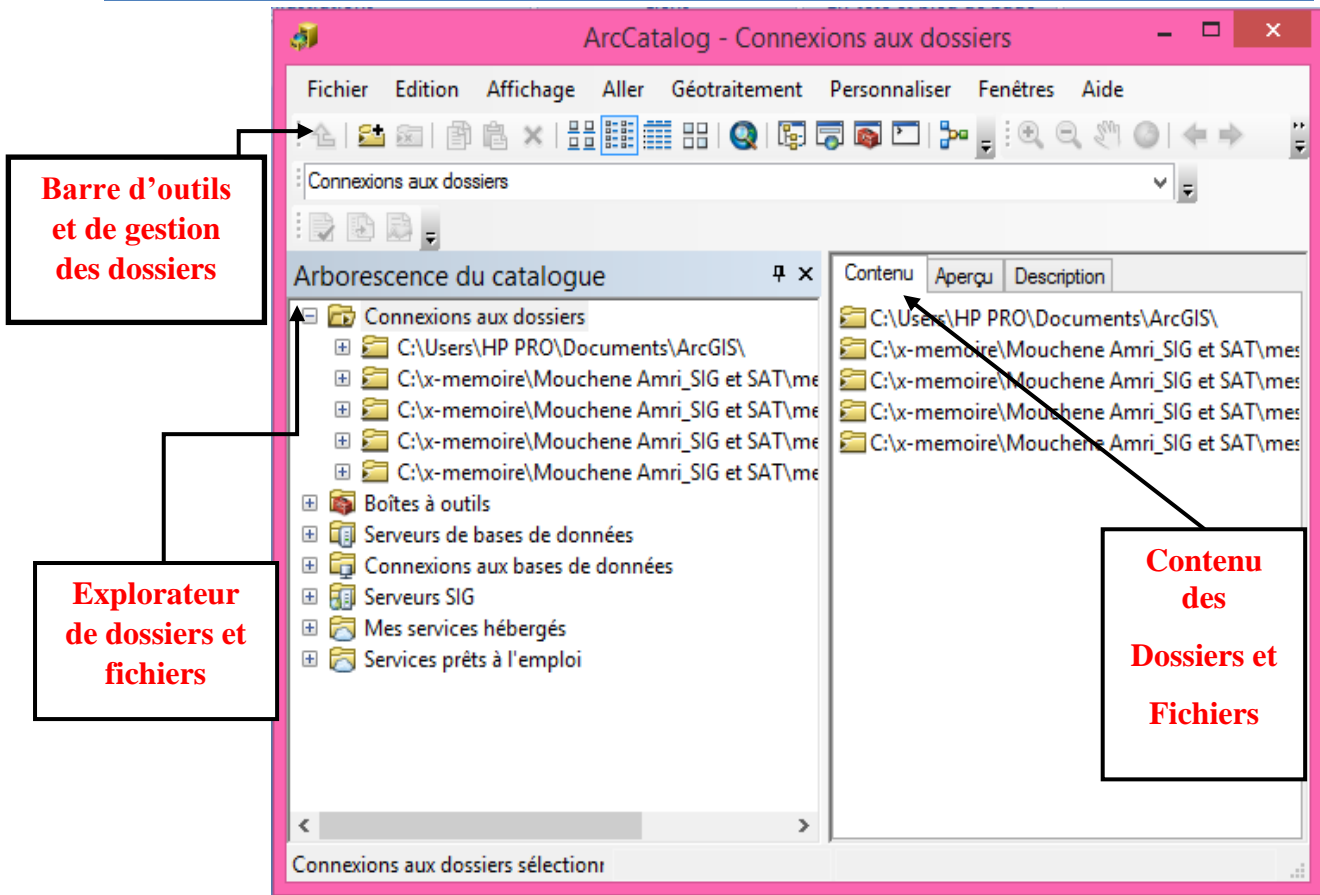 ArcCatalog - Connexions aux dossiers
Fichier Edition Affichage Aller Géotraitement Personnaliser Fenêtres Aide
Connexions aux dossiers
Barre d’outils
et de gestion
des dossiers
Arborescence du catalogue
Connexions aux dossiers
C:\Users\HP PRO\Documents\ArcGIS\
C:\x-memoire\Mouchene Amri_SIG et SAT\me
C:\x-memoire\Mouchene Amri_SIG et SAT\me
C:\x-memoire\Mouchene Amri_SIG et SAT\me
C:\x-memoire\Mouchene Amri_SIG et SAT\me
Boîtes à outils
Serveurs de bases de données
Connexions aux bases de données
Serveurs SIG
Mes services hébergés
Services prêts à l'emploi
Explorateur
de dossiers et
fichiers
Contenu Aperçu Description
C:\Users\HP PRO\Documents\ArcGIS\
C:\x-memoire\Mouchene Amri_SIG et SAT\mes
C:\x-memoire\Mouchene Amri_SIG et SAT\mes
C:\x-memoire\Mouchene Amri_SIG et SAT\mes
C:\x-memoire\Mouchene Amri_SIG et SAT\mes
Contenu
des
Dossiers et
Fichiers
Connexions aux dossiers sélectionn